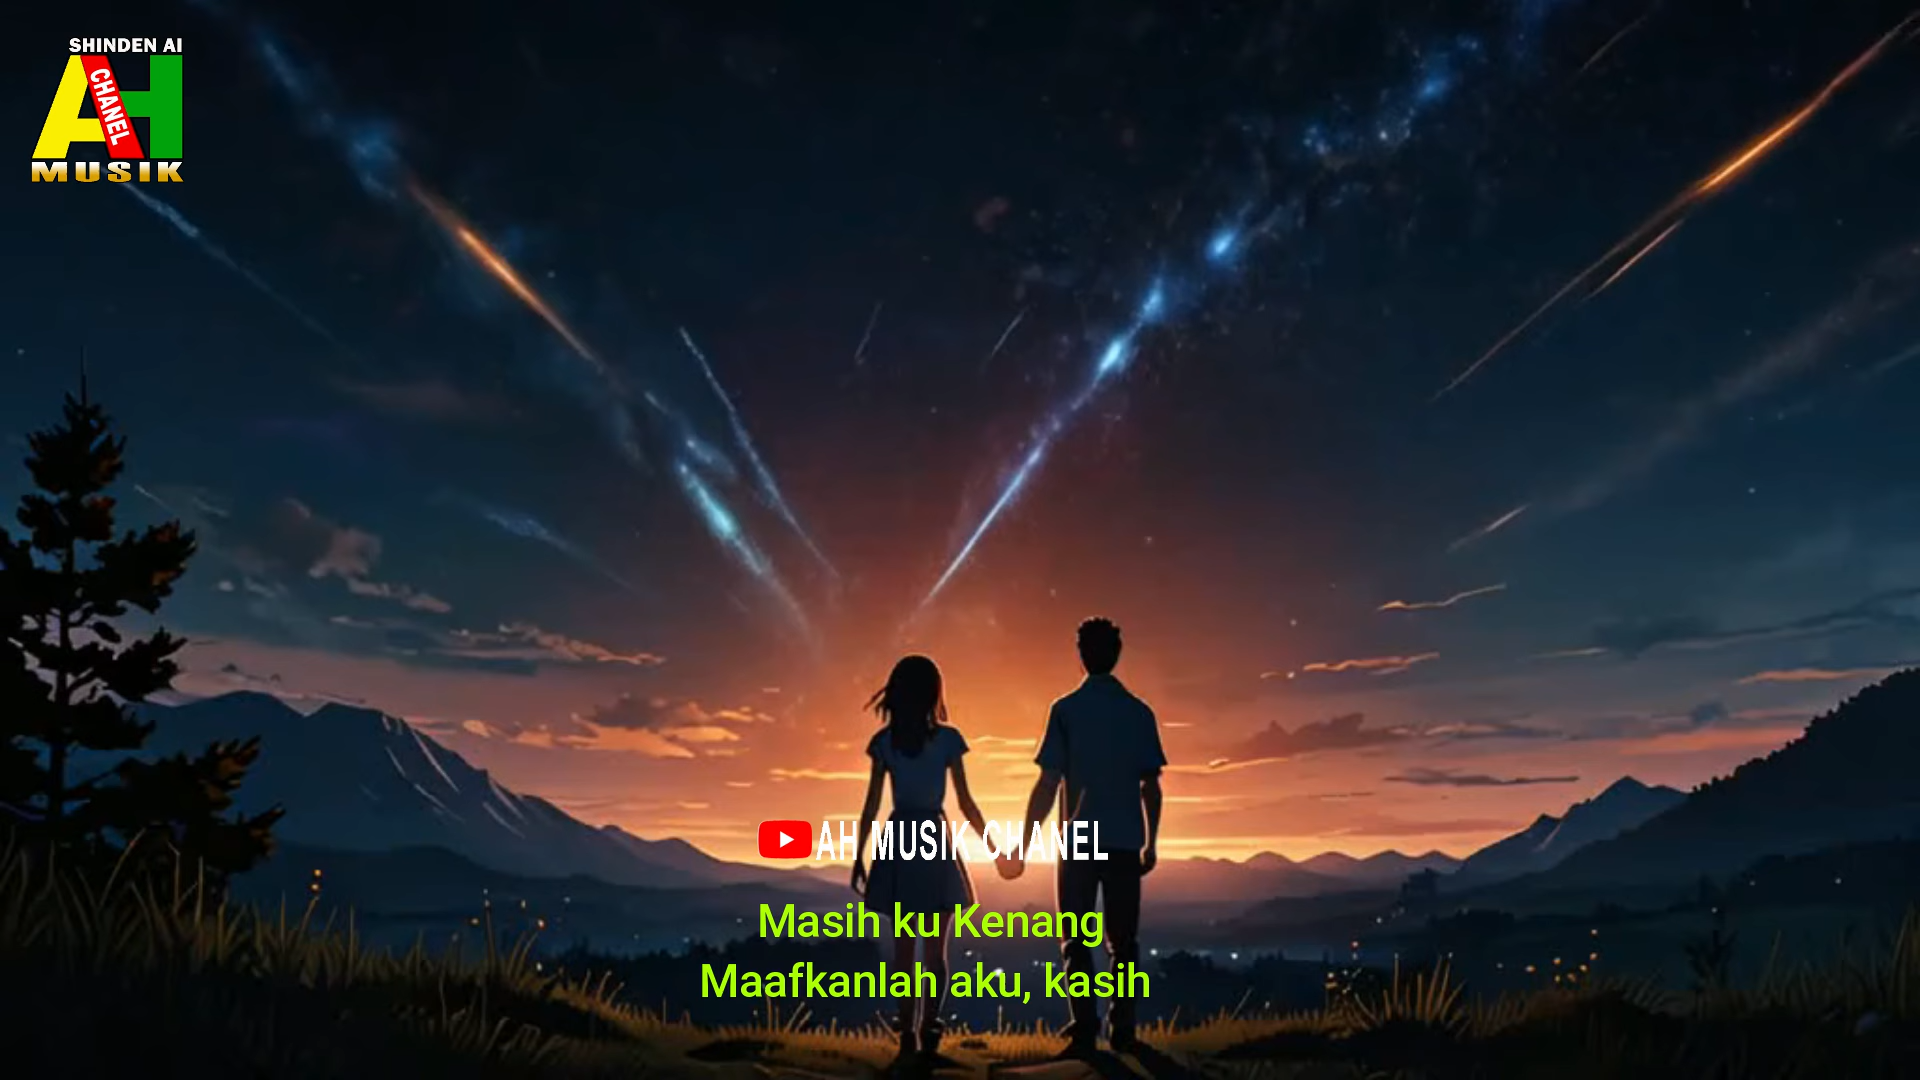 SHINDEN AI
AH
CHANEL
MUSIK
AH MUSIK CHANEL
Masih ku Kenang
Maafkanlah aku, kasih